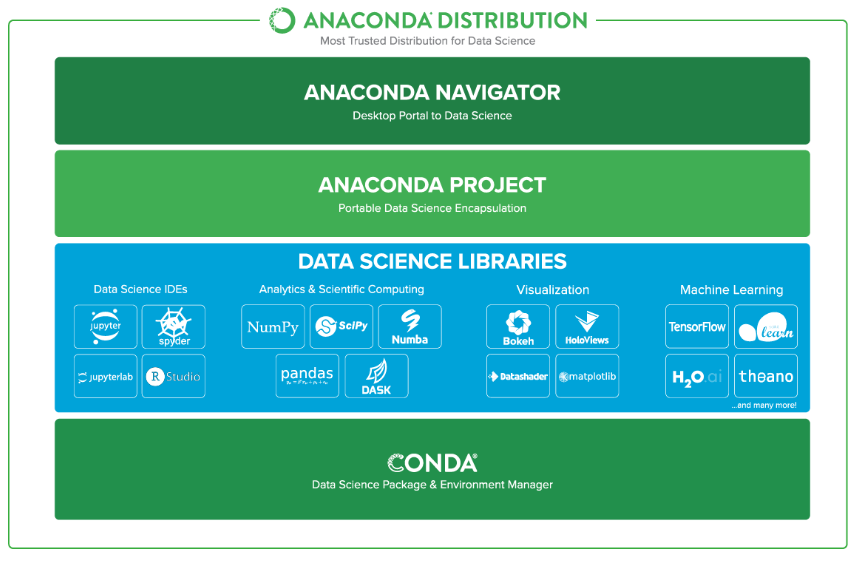 ANACONDA DISTRIBUTION
Most Trusted Distribution for Data Science
ANACONDA NAVIGATOR
Desktop Portal to Data Science
ANACONDA PROJECT
Portable Data Science Encapsulation
DATA SCIENCE LIBRARIES
Data Science IDEs
Analytics & Scientific Computing
Visualization
Machine Learning
jupyter
spyder
NumPy
SciPy
Numba
Bokeh
HoloViews
TensorFlow
learn
jupyterlab
R Studio
pandas
DASK
Datashader
matplotlib
H2O.ai
theano
...and many more!
CONDA®
Data Science Package & Environment Manager